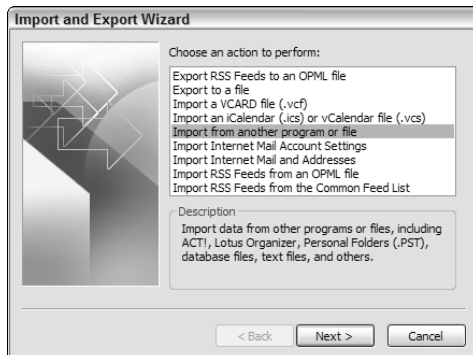 Import and Export Wizard
Choose an action to perform:
Export RSS Feeds to an OPML file
Export to a file
Import a VCARD file (.vcf)
Import an iCalendar (.ics) or vCalendar file (.vcs)
Import from another program or file
Import Internet Mail Account Settings
Import Internet Mail and Addresses
Import RSS Feeds from an OPML file
Import RSS Feeds from the Common Feed List
Description
Import data from other programs or files, including
ACT!, Lotus Organizer, Personal Folders (.PST),
database files, text files, and others.
< Back Next > Cancel